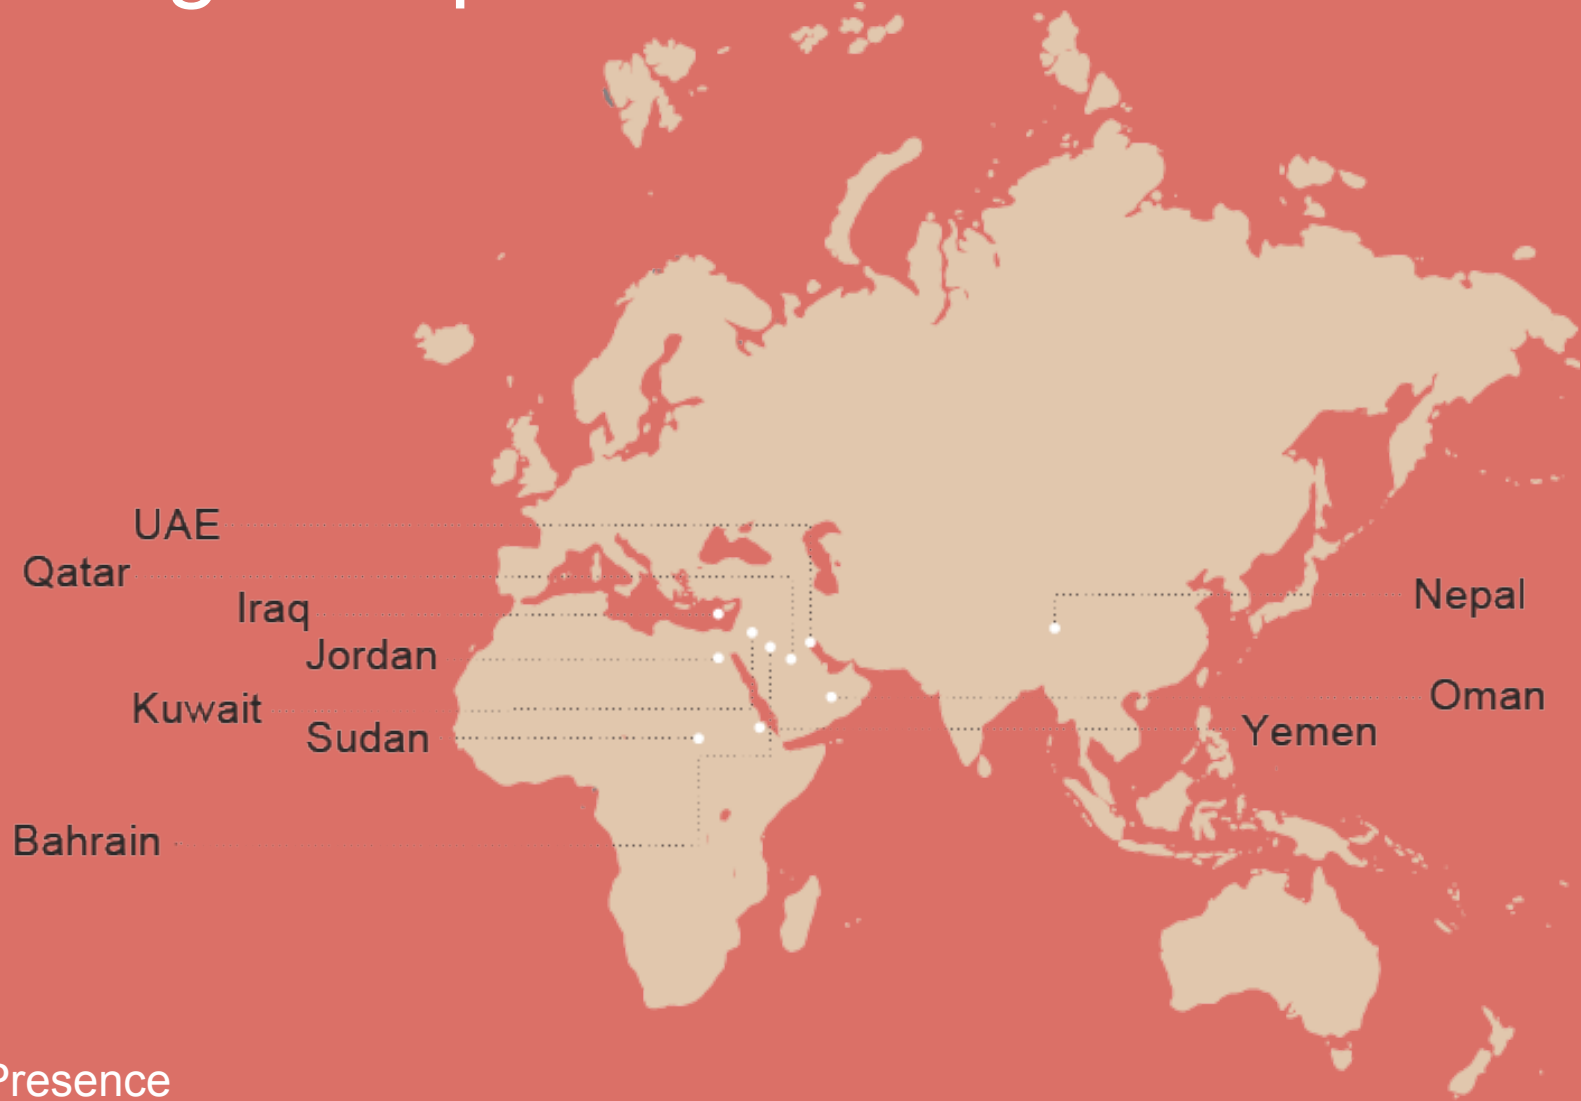 UAE
Qatar
Iraq
Jordan
Kuwait
Sudan
Bahrain
Nepal
Oman
Yemen
Presence